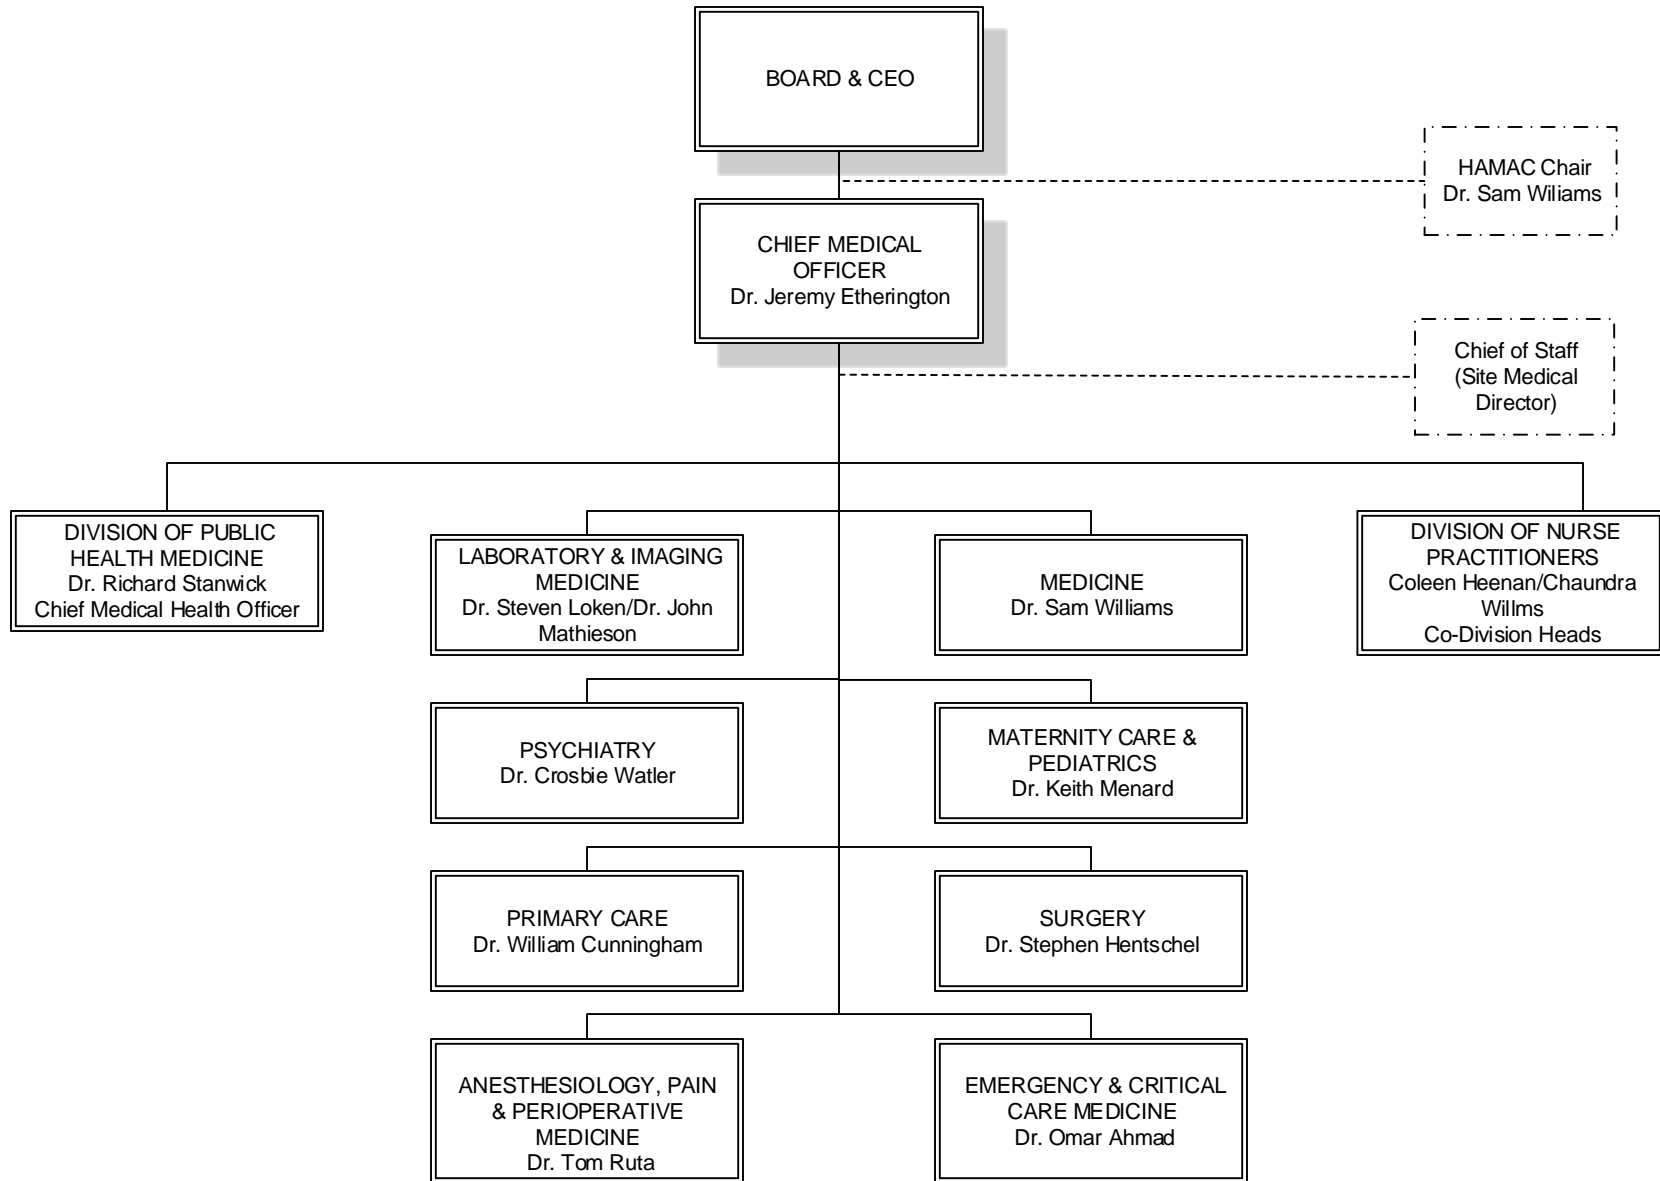 BOARD & CEO
HAMAC Chair
Dr. Sam Wiliams
CHIEF MEDICAL
OFFICER
Dr. Jeremy Etherington
Chief of Staff
(Site Medical
Director)
DIVISION OF PUBLIC
HEALTH MEDICINE
Dr. Richard Stanwick
Chief Medical Health Officer
LABORATORY & IMAGING
MEDICINE
Dr. Steven Loken/Dr. John
Mathieson
MEDICINE
Dr. Sam Williams
DIVISION OF NURSE
PRACTITIONERS
Coleen Heenan/Chaundra
Willms
Co-Division Heads
PSYCHIATRY
Dr. Crosbie Watler
MATERNITY CARE &
PEDIATRICS
Dr. Keith Menard
PRIMARY CARE
Dr. William Cunningham
SURGERY
Dr. Stephen Hentschel
ANESTHESIOLOGY, PAIN
& PERIOPERATIVE
MEDICINE
Dr. Tom Ruta
EMERGENCY & CRITICAL
CARE MEDICINE
Dr. Omar Ahmad